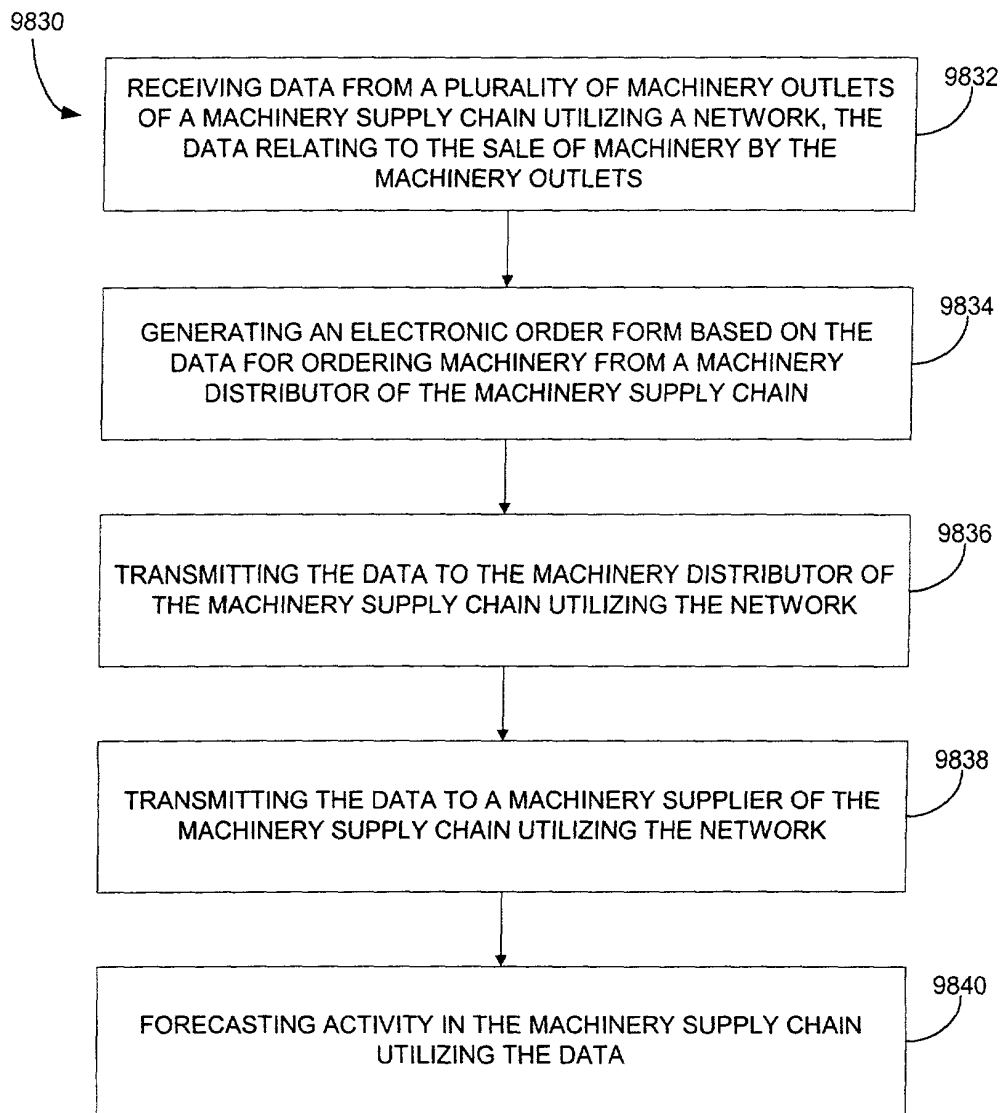 9830
RECEIVING DATA FROM A PLURALITY OF MACHINERY OUTLETS
OF A MACHINERY SUPPLY CHAIN UTILIZING A NETWORK, THE
DATA RELATING TO THE SALE OF MACHINERY BY THE
MACHINERY OUTLETS
9832
GENERATING AN ELECTRONIC ORDER FORM BASED ON THE
DATA FOR ORDERING MACHINERY FROM A MACHINERY
DISTRIBUTOR OF THE MACHINERY SUPPLY CHAIN
9834
TRANSMITTING THE DATA TO THE MACHINERY DISTRIBUTOR OF
THE MACHINERY SUPPLY CHAIN UTILIZING THE NETWORK
9836
TRANSMITTING THE DATA TO A MACHINERY SUPPLIER OF THE
MACHINERY SUPPLY CHAIN UTILIZING THE NETWORK
9838
FORECASTING ACTIVITY IN THE MACHINERY SUPPLY CHAIN
UTILIZING THE DATA
9840